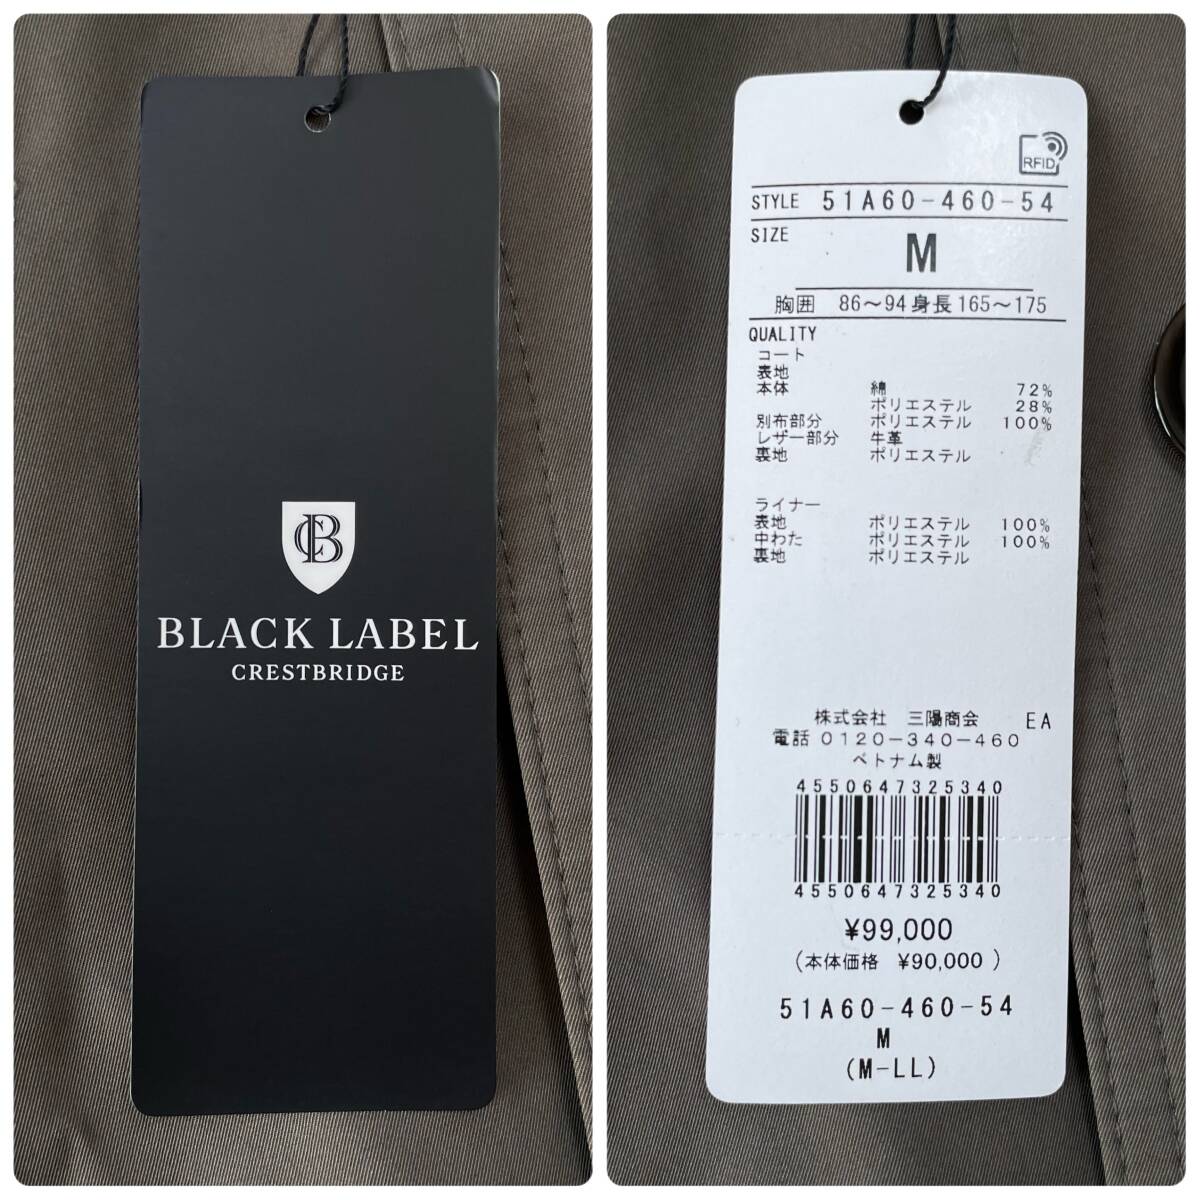 CB
BLACK LABEL
CRESTBRIDGE
RFID
STYLE 51A60-460-54
SIZE
M
胸囲 86～94 身長 165～175
QUALITY
コート
表地
本体 綿 72%
ポリエステル 28%
別布部分 ポリエステル 100%
レザー部分 牛革
裏地 ポリエステル
ライナー
表地 ポリエステル 100%
中わた ポリエステル 100%
裏地 ポリエステル
株式会社 三陽商会 EA
電話 0120-340-460
ベトナム製
4550647325340
4550647325340
¥99,000
(本体価格 ¥90,000 )
51A60-460-54
M
(M-LL)